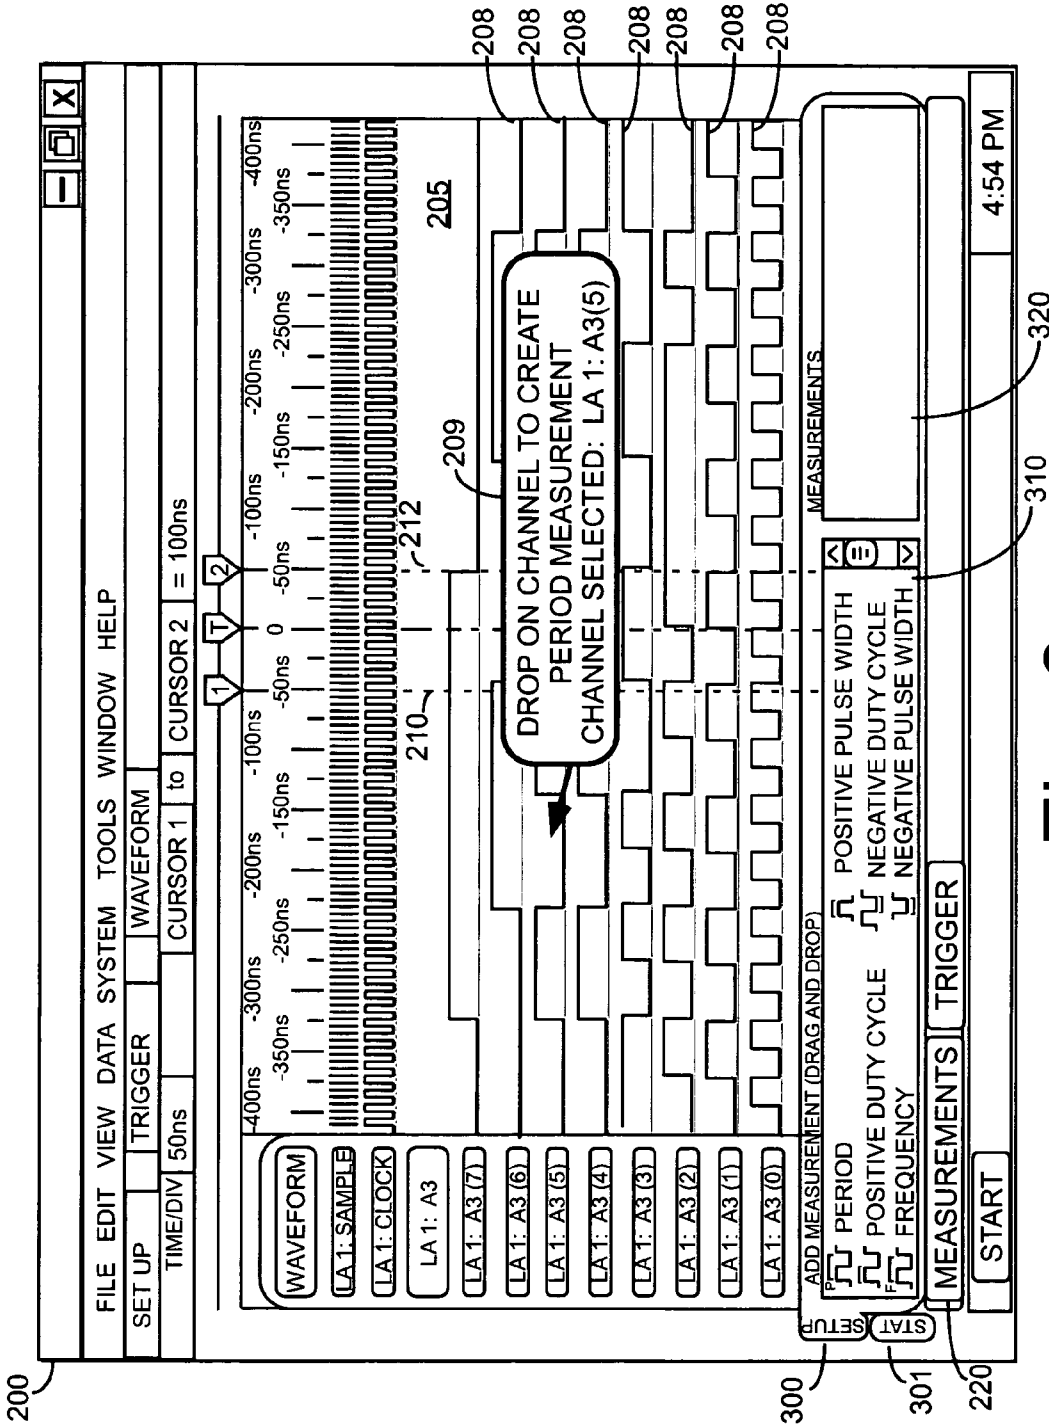 200
FILE EDIT VIEW DATA SYSTEM TOOLS WINDOW HELP
SET UP TRIGGER WAVEFORM
TIME/DIV 50ns CURSOR 1 to CURSOR 2 = 100ns
1 T 2
-400ns -300ns -200ns -100ns 0 -100ns -200ns -300ns -400ns
-350ns -250ns -150ns -50ns -50ns -150ns -250ns -350ns
WAVEFORM
LA 1: SAMPLE
LA 1: CLOCK
LA 1: A3
LA 1: A3 (7)
LA 1: A3 (6)
LA 1: A3 (5)
LA 1: A3 (4)
LA 1: A3 (3)
LA 1: A3 (2)
LA 1: A3 (1)
LA 1: A3 (0)
210
212
209
205
DROP ON CHANNEL TO CREATE
PERIOD MEASUREMENT
CHANNEL SELECTED: LA 1: A3(5)
208
208
208
208
208
208
208
300
SETUP
301
STAT
ADD MEASUREMENT (DRAG AND DROP)
P PERIOD
POSITIVE DUTY CYCLE
F FREQUENCY
POSITIVE PULSE WIDTH
NEGATIVE DUTY CYCLE
NEGATIVE PULSE WIDTH
MEASUREMENTS
310
320
220
MEASUREMENTS TRIGGER
START 4:54 PM